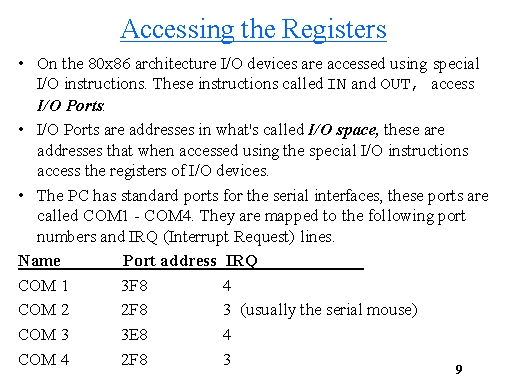 Accessing the Registers
• On the 80x86 architecture I/O devices are accessed using special
I/O instructions. These instructions called IN and OUT, access
I/O Ports.
• I/O Ports are addresses in what's called I/O space, these are
addresses that when accessed using the special I/O instructions
access the registers of I/O devices.
• The PC has standard ports for the serial interfaces, these ports are
called COM1 - COM4. They are mapped to the following port
numbers and IRQ (Interrupt Request) lines.
Name Port address IRQ
COM 1 3F8 4
COM 2 2F8 3 (usually the serial mouse)
COM 3 3E8 4
COM 4 2F8 3
9